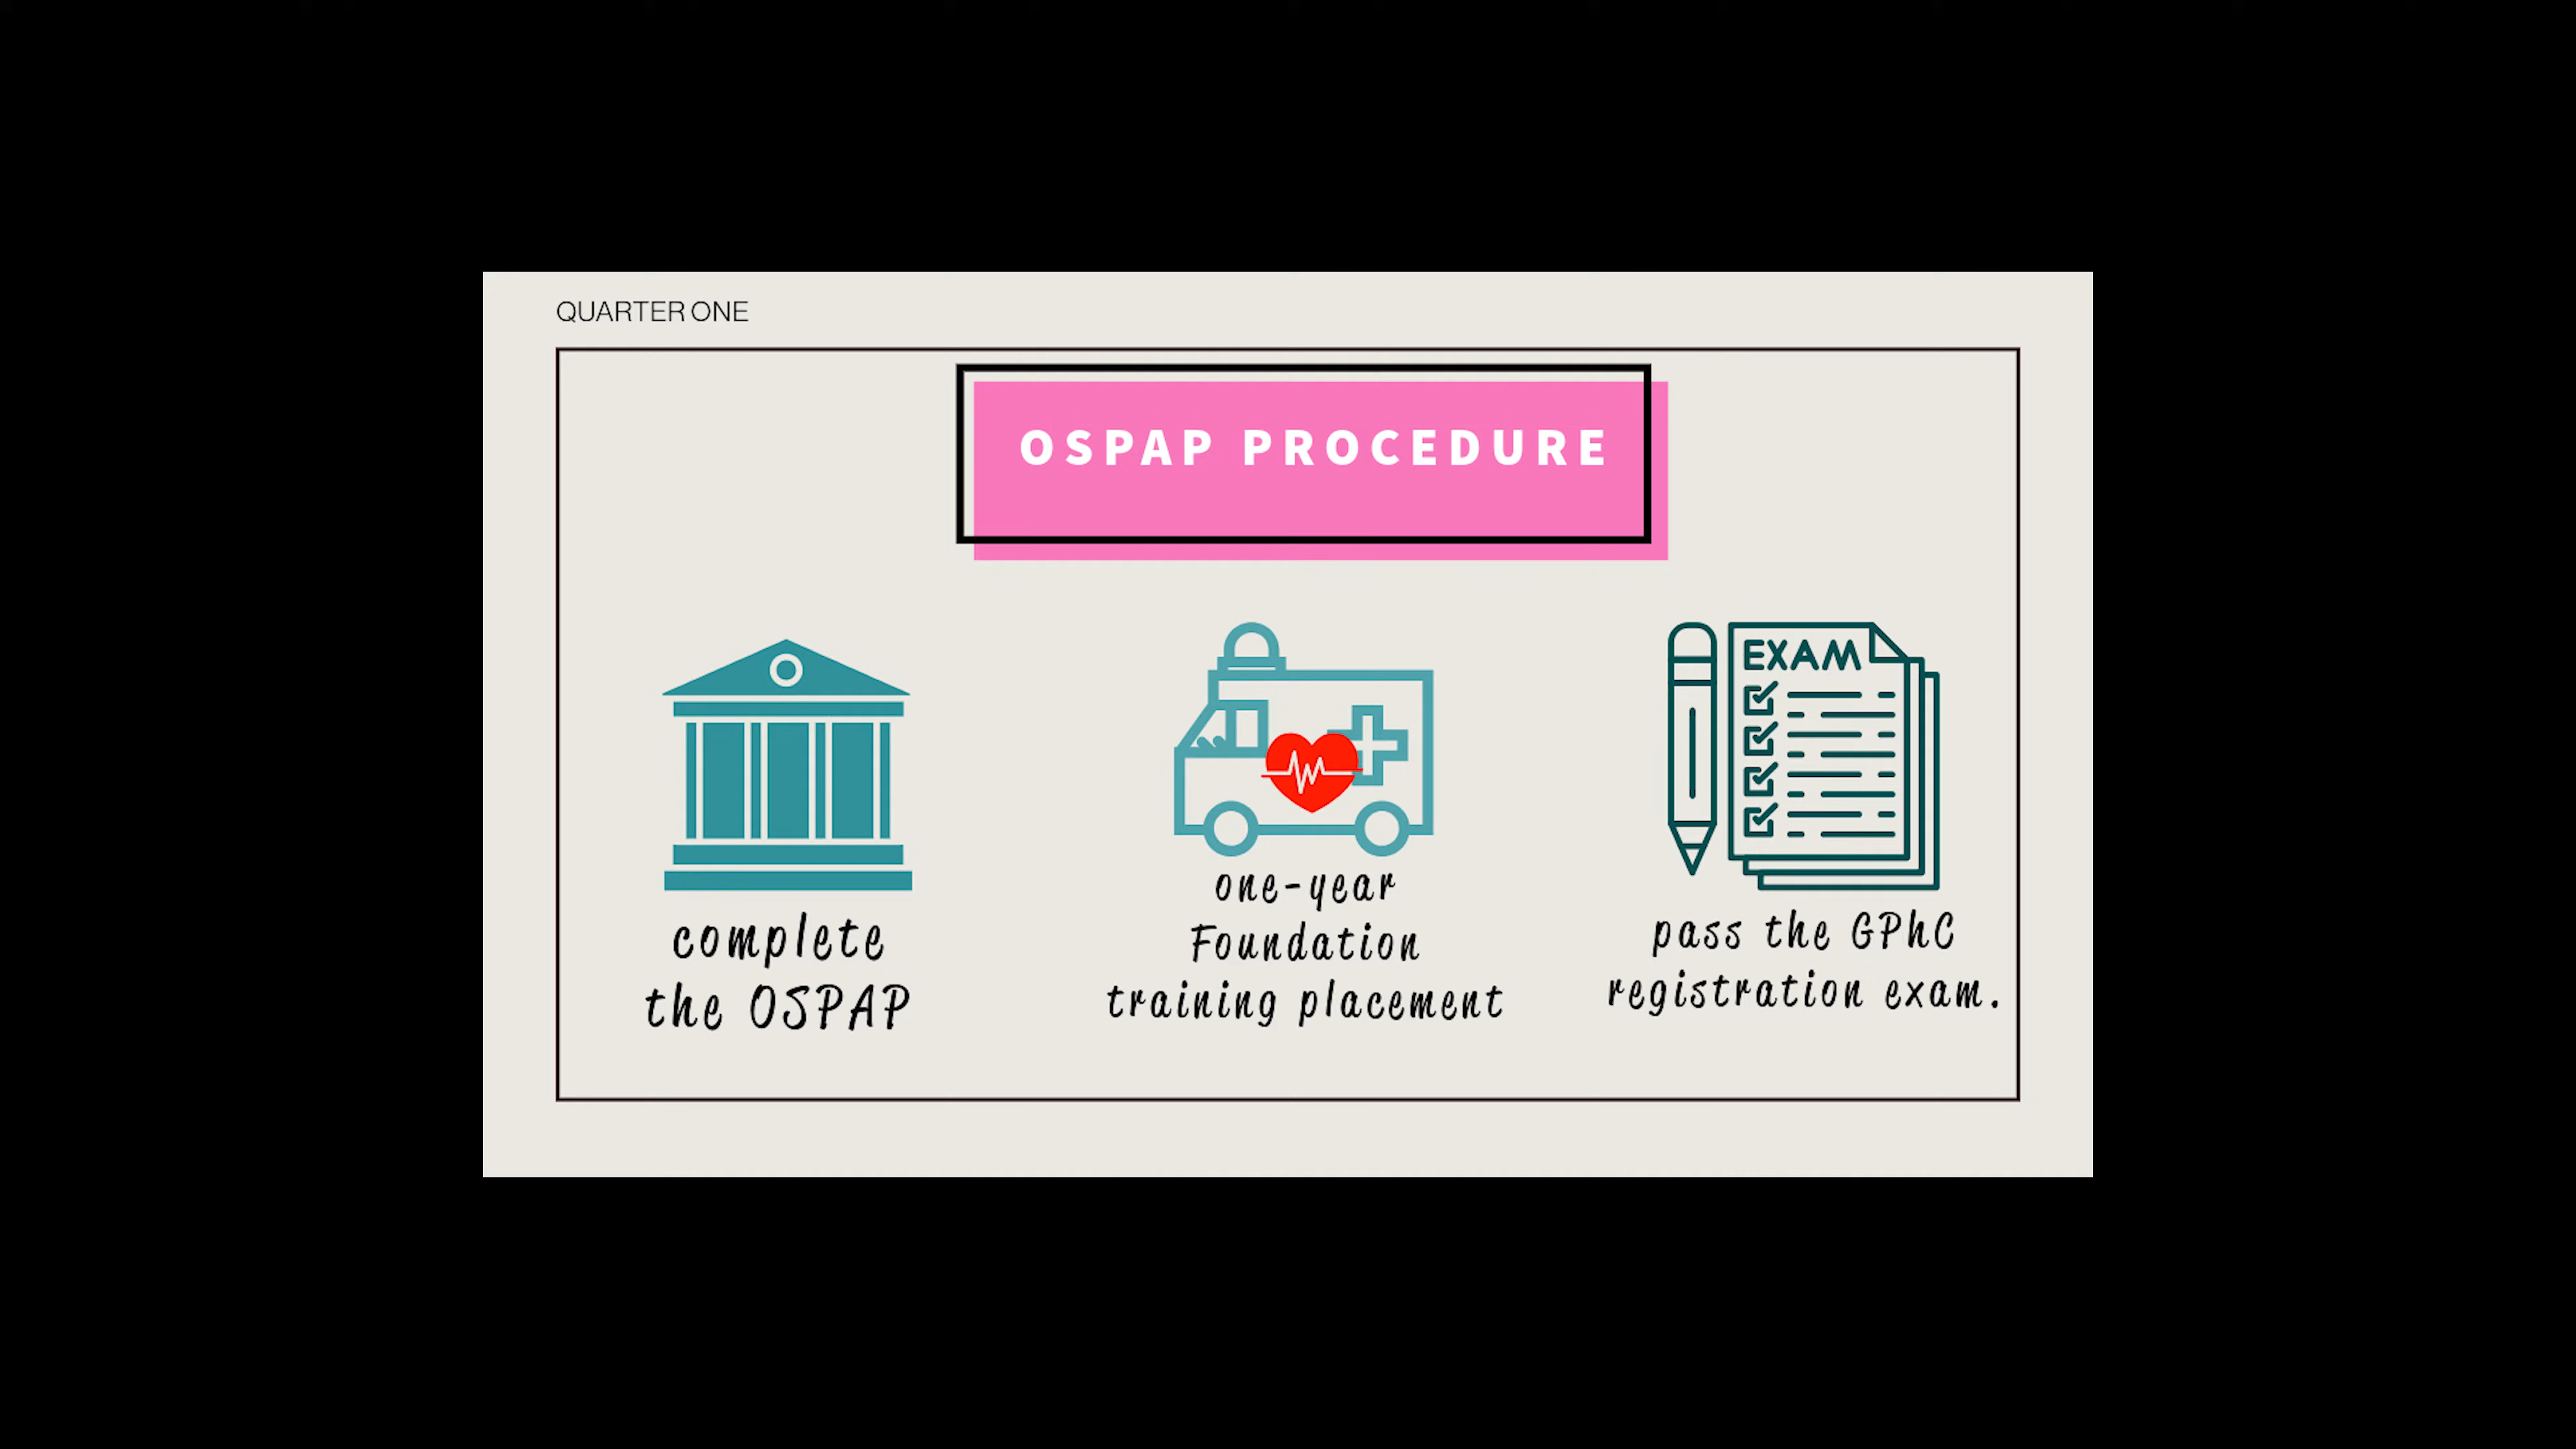 QUARTER ONE
OSPAP PROCEDURE
complete
the OSPAP
one-year
Foundation
training placement
EXAM
pass the GPhC
registration exam.